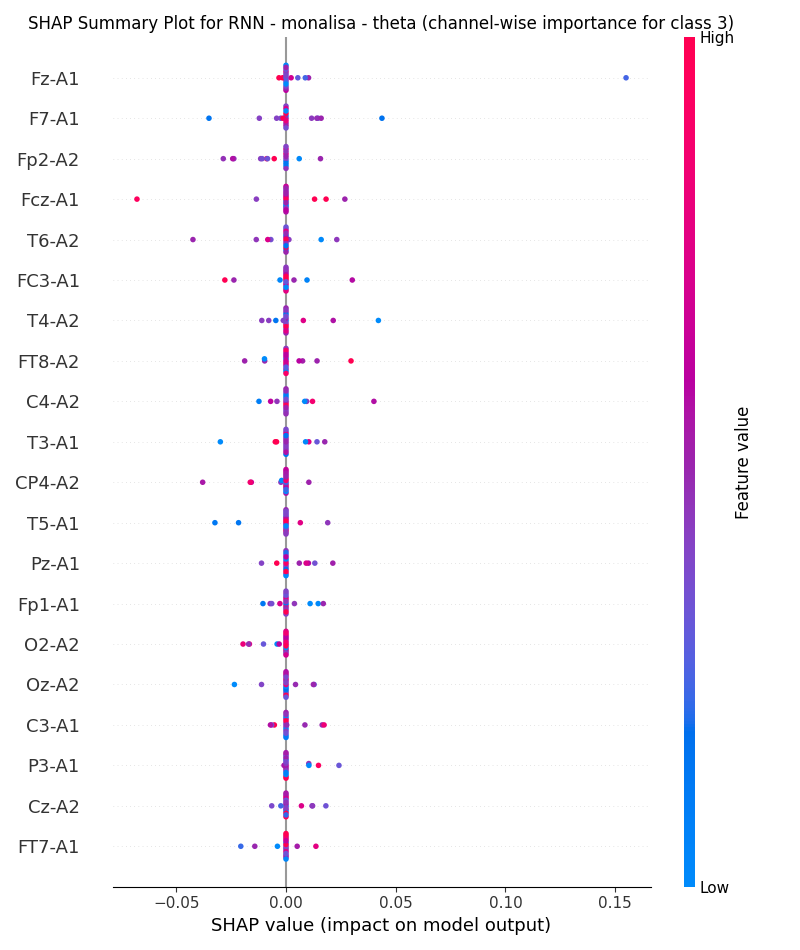 SHAP Summary Plot for RNN - monalisa - theta (channel-wise importance for class 3)
High
Fz-A1
F7-A1
Fp2-A2
Fcz-A1
T6-A2
FC3-A1
T4-A2
FT8-A2
C4-A2
T3-A1
CP4-A2
T5-A1
Pz-A1
Fp1-A1
O2-A2
Oz-A2
C3-A1
P3-A1
Cz-A2
FT7-A1
Feature value
Low
−0.05 0.00 0.05 0.10 0.15
SHAP value (impact on model output)